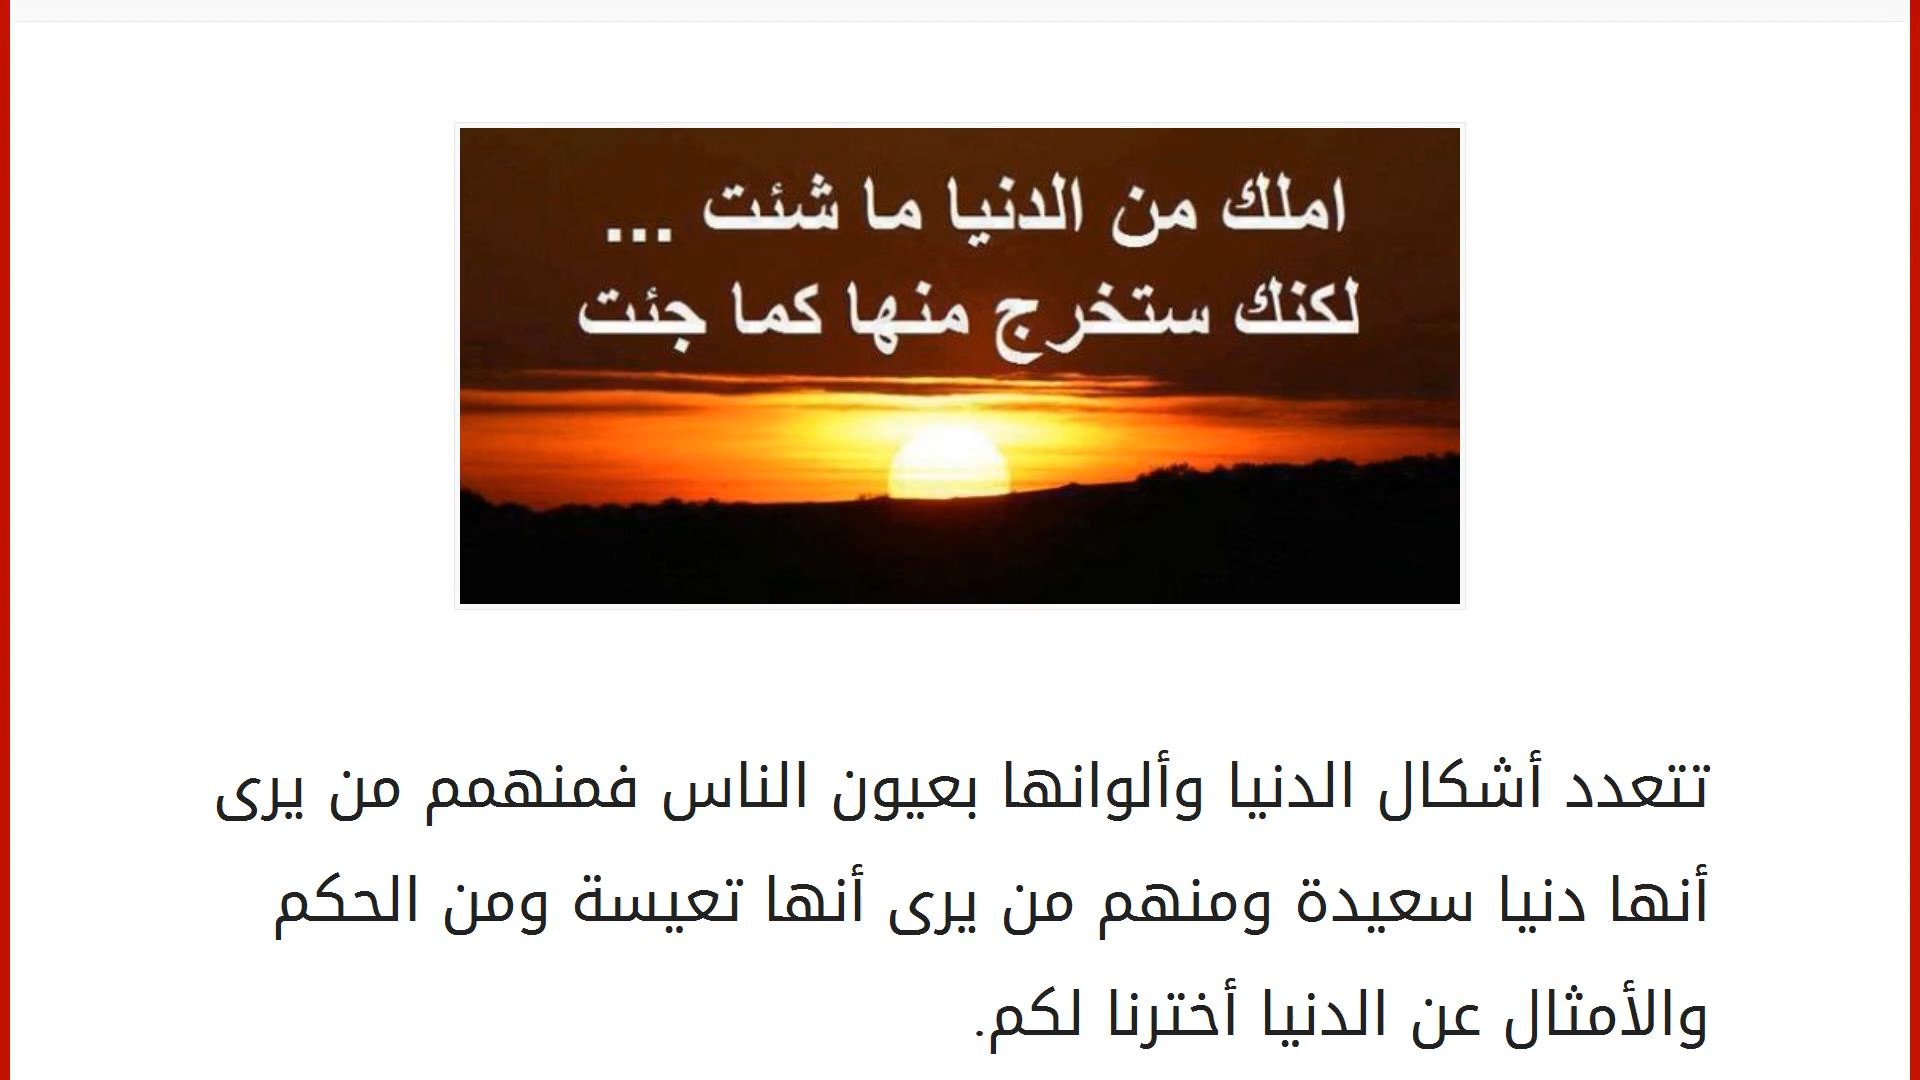 املك من الدنيا ما شئت ...
لكنك ستخرج منها كما جئت
تتعدد أشكال الدنيا وألوانها بعيون الناس فمنهمم من يرى
أنها دنيا سعيدة ومنهم من يرى أنها تعيسة ومن الحكم
والأمثال عن الدنيا أخترنا لكم.